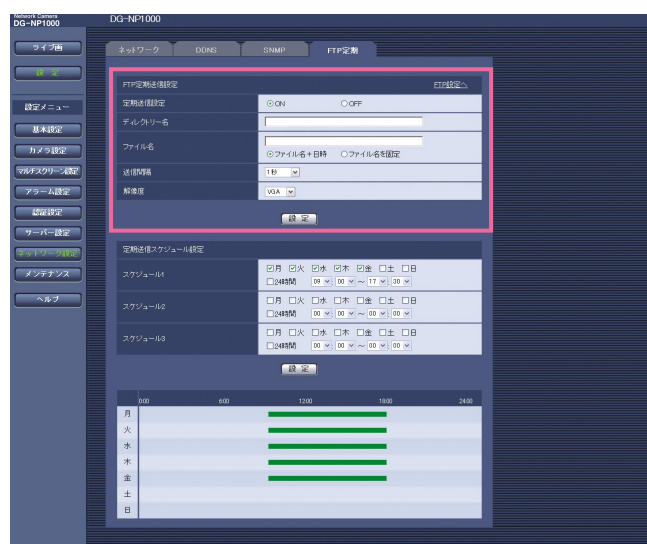 Network Camera
DG-NP1000
DG-NP1000
ライブ画
設 定
設定メニュー
基本設定
カメラ設定
マルチスクリーン設定
アラーム設定
認証設定
サーバー設定
ネットワーク設定
メンテナンス
ヘルプ
ネットワーク DDNS SNMP FTP定期
FTP定期送信設定 FTP設定へ
定期送信設定 ON OFF
ディレクトリー名
ファイル名
ファイル名+日時 ファイル名を固定
送信間隔 1秒
解像度 VGA
設 定
定期送信スケジュール設定
スケジュール1 月 火 水 木 金 土 日
24時間 09 : 00 ~ 17 : 30
スケジュール2 月 火 水 木 金 土 日
24時間 00 : 00 ~ 00 : 00
スケジュール3 月 火 水 木 金 土 日
24時間 00 : 00 ~ 00 : 00
設 定
0:00 6:00 12:00 18:00 24:00
月
火
水
木
金
土
日